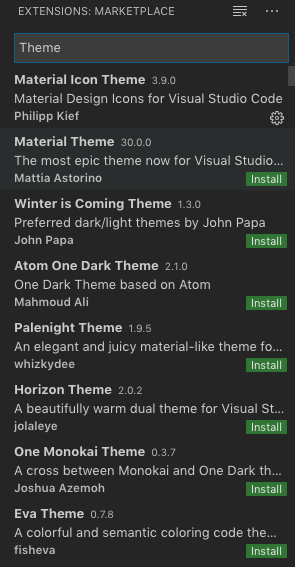 EXTENSIONS: MARKETPLACE
Theme
Material Icon Theme 3.9.0
Material Design Icons for Visual Studio Code
Philipp Kief
Material Theme 30.0.0
The most epic theme now for Visual Studio...
Mattia Astorino Install
Winter is Coming Theme 1.3.0
Preferred dark/light themes by John Papa
John Papa Install
Atom One Dark Theme 2.1.0
One Dark Theme based on Atom
Mahmoud Ali Install
Palenight Theme 1.9.5
An elegant and juicy material-like theme fo...
whizkydee Install
Horizon Theme 2.0.2
A beautifully warm dual theme for Visual St...
jolaleye Install
One Monokai Theme 0.3.7
A cross between Monokai and One Dark th...
Joshua Azemoh Install
Eva Theme 0.7.8
A colorful and semantic coloring code the...
fisheva Install